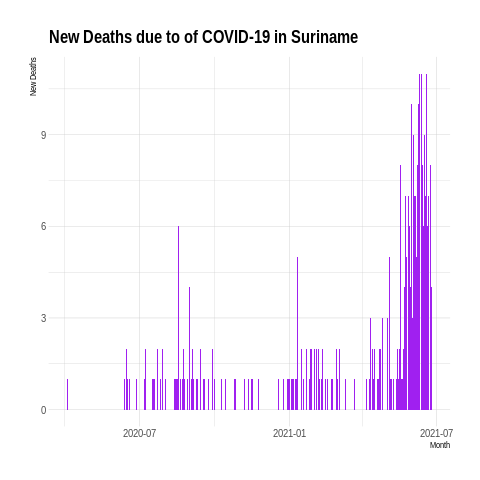 New Deaths due to of COVID-19 in Suriname
New Deaths
9
6
3
0
2020-07
2021-01
2021-07
Month